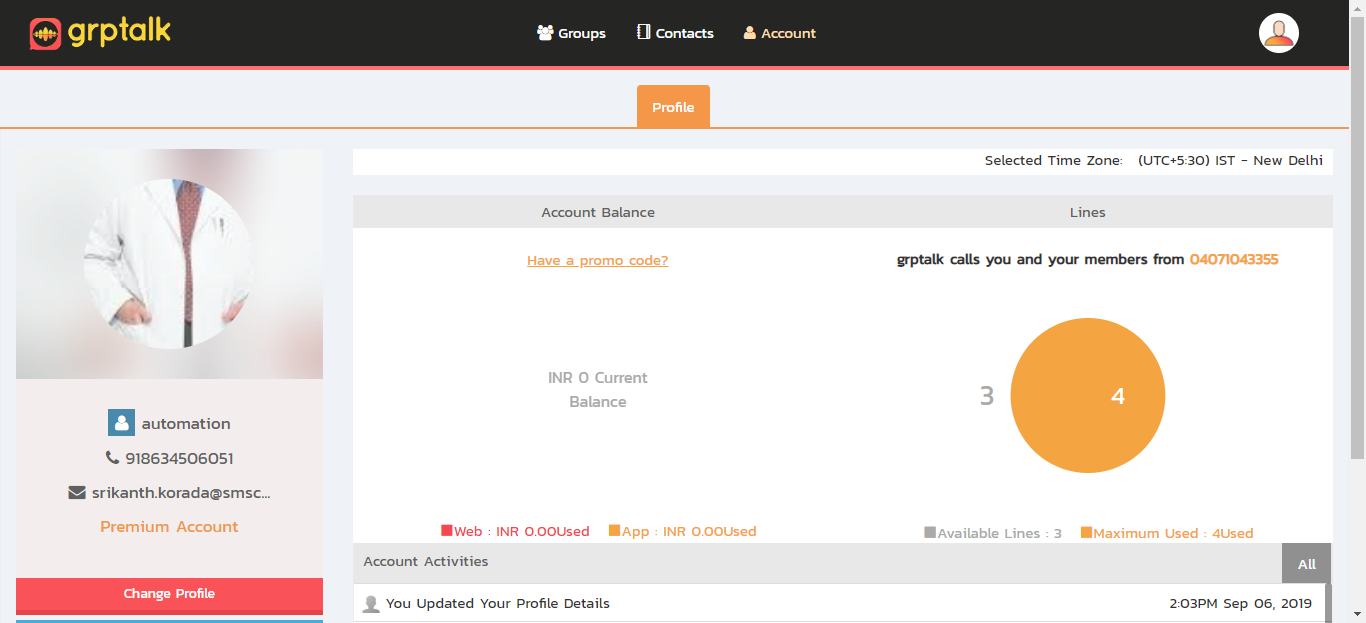 grptalk
Groups Contacts Account
Profile
Selected Time Zone: (UTC+5:30) IST - New Delhi
Account Balance
Lines
Have a promo code?
grptalk calls you and your members from 04071043355
INR 0 Current
Balance
3
4
automation
918634506051
srikanth.korada@smsc...
Premium Account
Web : INR 0.00Used App : INR 0.00Used
Available Lines : 3 Maximum Used : 4Used
Account Activities
All
Change Profile
You Updated Your Profile Details
2:03PM Sep 06, 2019